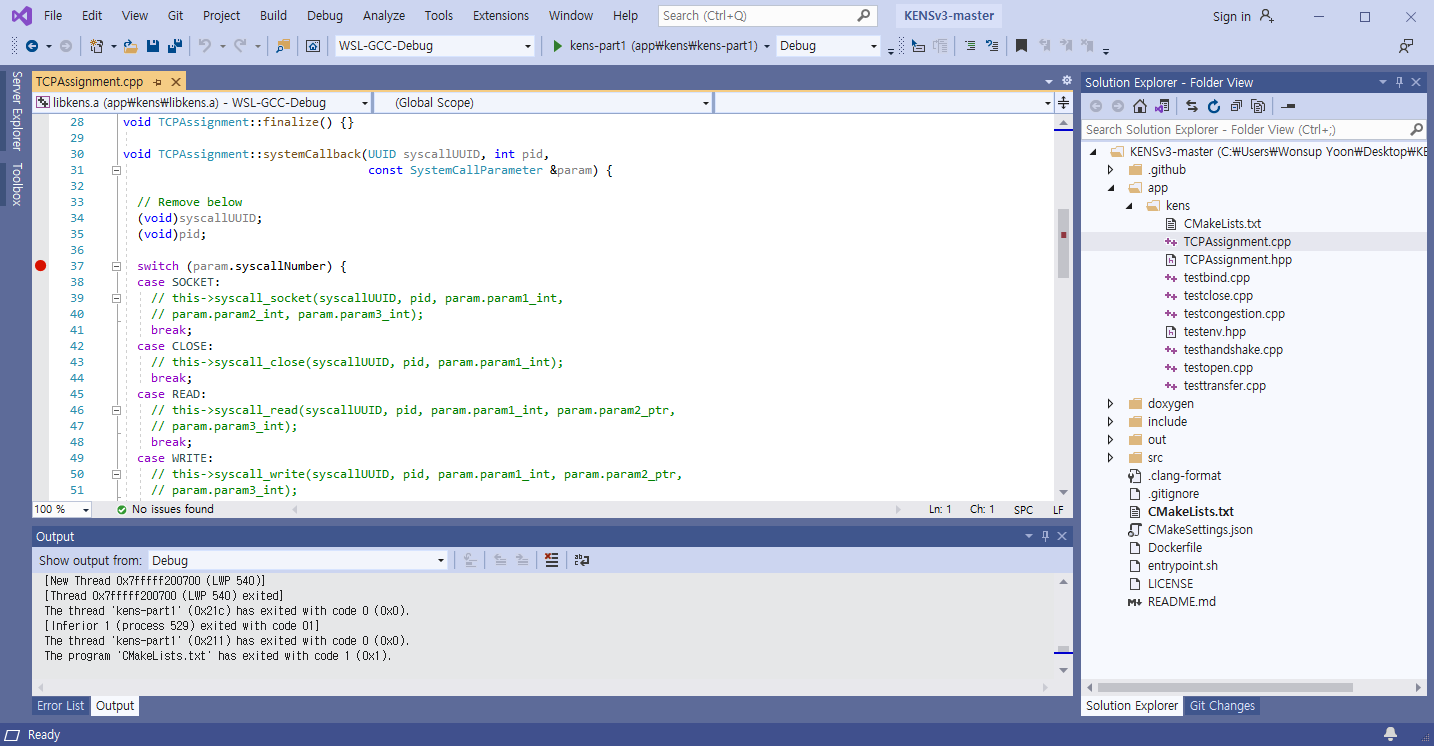 File Edit View Git Project Build Debug Analyze Tools Extensions Window Help Search (Ctrl+Q) KENSv3-master Sign in
WSL-GCC-Debug kens-part1 (app₩kens₩kens-part1) Debug
Server Explorer
Toolbox
TCPAssignment.cpp
libkens.a (app₩kens₩libkens.a) - WSL-GCC-Debug (Global Scope)
28 void TCPAssignment::finalize() {}
29
30 void TCPAssignment::systemCallback(UUID syscallUUID, int pid,
31 const SystemCallParameter &param) {
32
33 // Remove below
34 (void)syscallUUID;
35 (void)pid;
36
37 switch (param.syscallNumber) {
38 case SOCKET:
39 // this->syscall_socket(syscallUUID, pid, param.param1_int,
40 // param.param2_int, param.param3_int);
41 break;
42 case CLOSE:
43 // this->syscall_close(syscallUUID, pid, param.param1_int);
44 break;
45 case READ:
46 // this->syscall_read(syscallUUID, pid, param.param1_int, param.param2_ptr,
47 // param.param3_int);
48 break;
49 case WRITE:
50 // this->syscall_write(syscallUUID, pid, param.param1_int, param.param2_ptr,
51 // param.param3_int);
100 % No issues found Ln: 1 Ch: 1 SPC LF
Output
Show output from: Debug
[New Thread 0x7fffff200700 (LWP 540)]
[Thread 0x7fffff200700 (LWP 540) exited]
The thread 'kens-part1' (0x21c) has exited with code 0 (0x0).
[Inferior 1 (process 529) exited with code 01]
The thread 'kens-part1' (0x211) has exited with code 0 (0x0).
The program 'CMakeLists.txt' has exited with code 1 (0x1).
Error List Output
Solution Explorer - Folder View
Search Solution Explorer - Folder View (Ctrl+;)
KENSv3-master (C:₩Users₩Wonsup Yoon₩Desktop₩KE
.github
app
kens
CMakeLists.txt
TCPAssignment.cpp
TCPAssignment.hpp
testbind.cpp
testclose.cpp
testcongestion.cpp
testenv.hpp
testhandshake.cpp
testopen.cpp
testtransfer.cpp
doxygen
include
out
src
.clang-format
.gitignore
CMakeLists.txt
CMakeSettings.json
Dockerfile
entrypoint.sh
LICENSE
README.md
Solution Explorer Git Changes
Ready